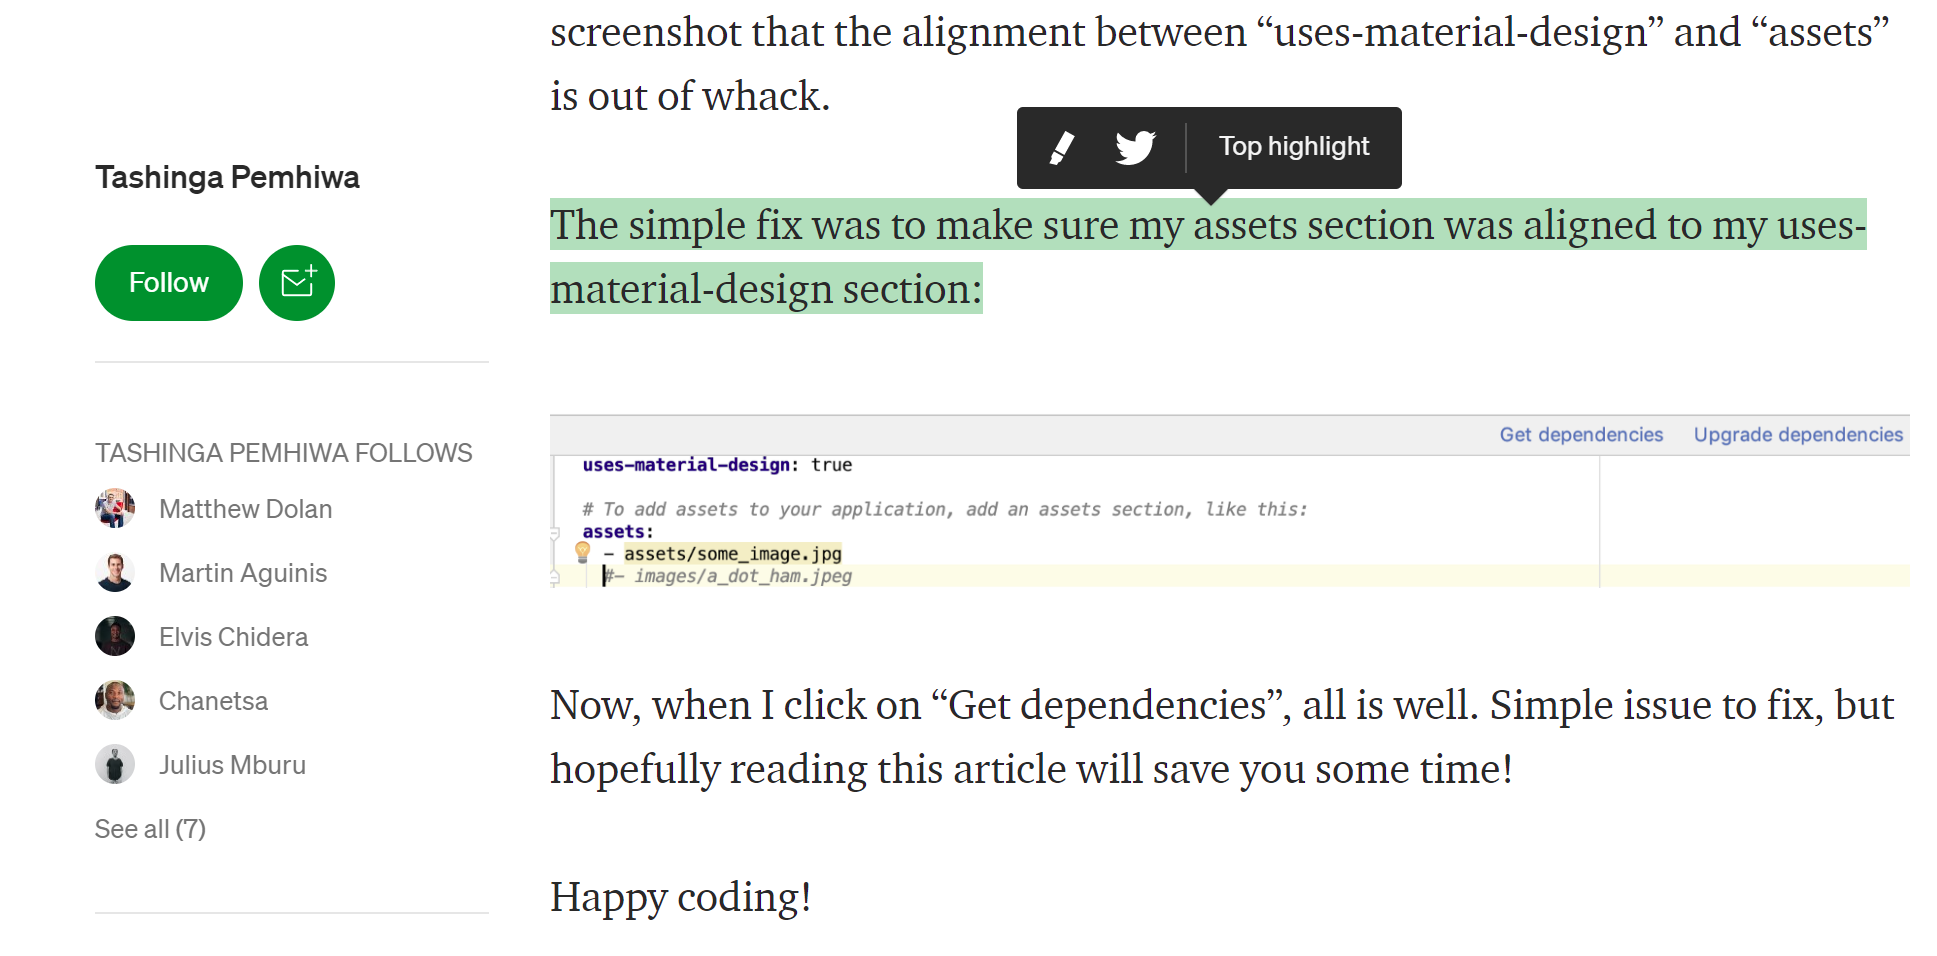 screenshot that the alignment between “uses-material-design” and “assets”
is out of whack.
Top highlight
The simple fix was to make sure my assets section was aligned to my uses-
material-design section:
Tashinga Pemhiwa
Follow
TASHINGA PEMHIWA FOLLOWS
Matthew Dolan
Martin Aguinis
Elvis Chidera
Chanetsa
Julius Mburu
See all (7)
Get dependencies Upgrade dependencies
uses-material-design: true
# To add assets to your application, add an assets section, like this:
assets:
- assets/some_image.jpg
#- images/a_dot_ham.jpeg
Now, when I click on “Get dependencies”, all is well. Simple issue to fix, but
hopefully reading this article will save you some time!
Happy coding!